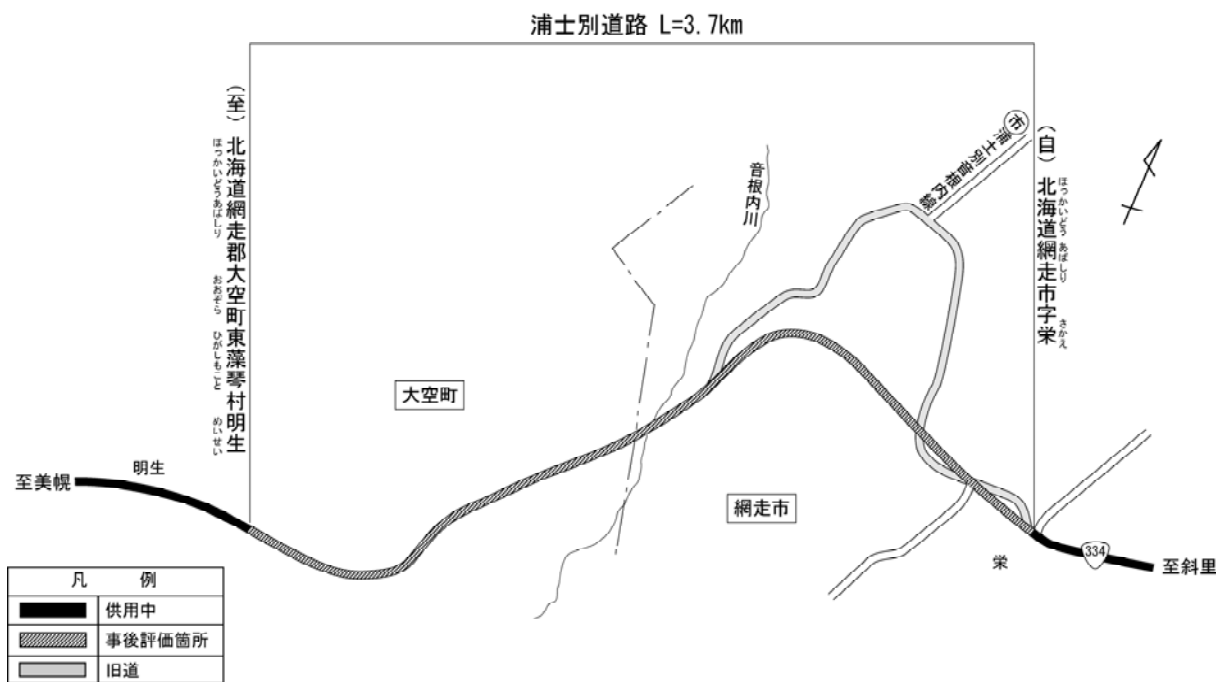 浦士別道路 L=3.7km
(至) 北海道網走郡大空町東藻琴村明生
ほっかいどうあばしり おおぞら ひがしもこと めいせい
(自) 北海道網走市字栄
ほっかいどう あばしり さかえ
市
浦士別音根内線
音根内川
大空町
明生
至美幌
網走市
栄
334
至斜里
凡 例
供用中
事後評価箇所
旧道